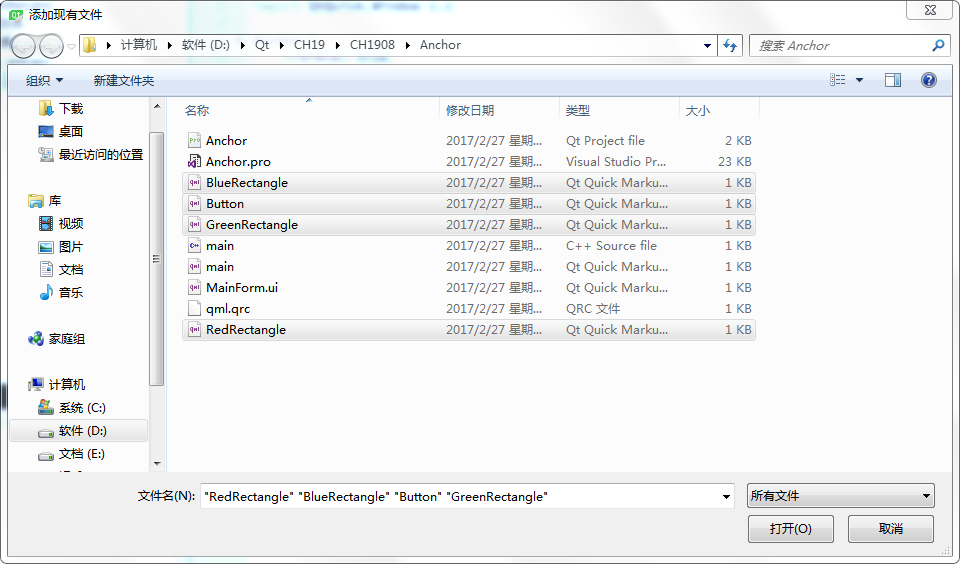 添加现有文件
计算机 软件 (D:) Qt CH19 CH1908 Anchor
搜索 Anchor
组织 新建文件夹
下载
桌面
最近访问的位置
库
视频
图片
文档
音乐
家庭组
计算机
系统 (C:)
软件 (D:)
文档 (E:)
名称 修改日期 类型 大小
Anchor 2017/2/27 星期... Qt Project file 2 KB
Anchor.pro 2017/2/27 星期... Visual Studio Pr... 23 KB
BlueRectangle 2017/2/27 星期... Qt Quick Marku... 1 KB
Button 2017/2/27 星期... Qt Quick Marku... 1 KB
GreenRectangle 2017/2/27 星期... Qt Quick Marku... 1 KB
main 2017/2/27 星期... C++ Source file 1 KB
main 2017/2/27 星期... Qt Quick Marku... 1 KB
MainForm.ui 2017/2/27 星期... Qt Quick Marku... 1 KB
qml.qrc 2017/2/27 星期... QRC 文件 1 KB
RedRectangle 2017/2/27 星期... Qt Quick Marku... 1 KB
文件名(N): "RedRectangle" "BlueRectangle" "Button" "GreenRectangle"
所有文件
打开(O) 取消